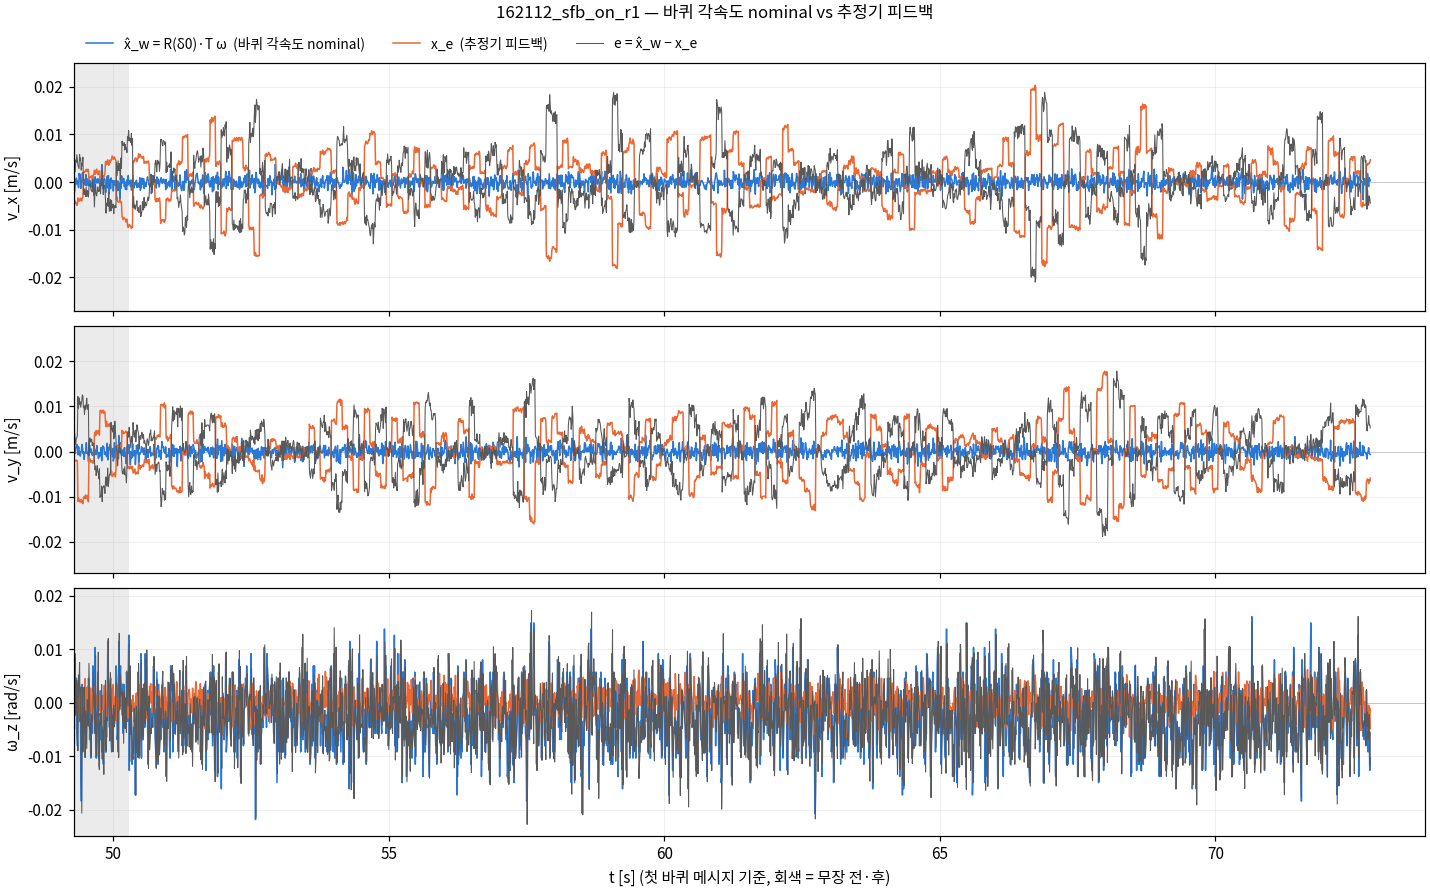 162112_sfb_on_r1 — 바퀴 각속도 nominal vs 추정기 피드백
x̂_w = R(δ0)·T ω (바퀴 각속도 nominal)
x_e (추정기 피드백)
e = x̂_w − x_e
0.02
0.01
0.00
-0.01
-0.02
v_x [m/s]
0.02
0.01
0.00
-0.01
-0.02
v_y [m/s]
0.02
0.01
0.00
-0.01
-0.02
ω_z [rad/s]
50
55
60
65
70
t [s] (첫 바퀴 메시지 기준, 회색 = 무장 전·후)